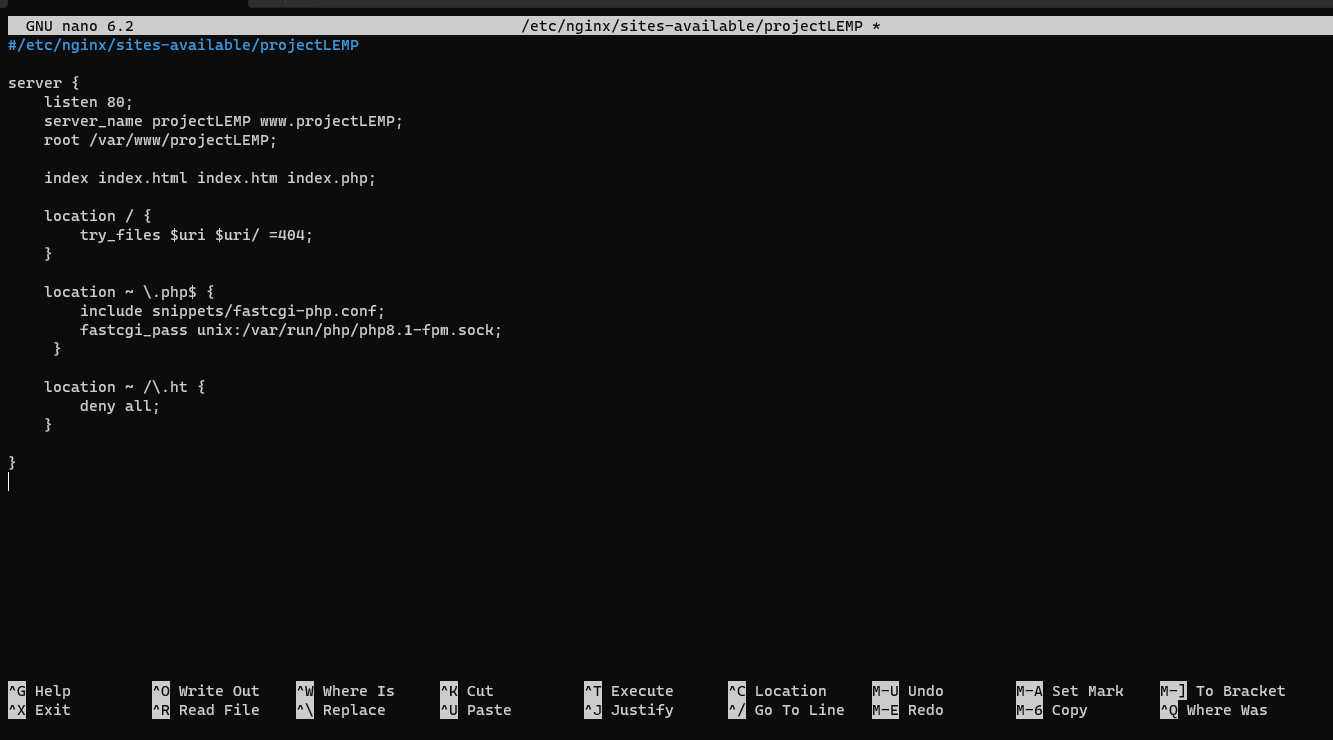 GNU nano 6.2 /etc/nginx/sites-available/projectLEMP *
#/etc/nginx/sites-available/projectLEMP
server {
    listen 80;
    server_name projectLEMP www.projectLEMP;
    root /var/www/projectLEMP;
    index index.html index.htm index.php;
    location / {
        try_files $uri $uri/ =404;
    }
    location ~ \.php$ {
        include snippets/fastcgi-php.conf;
        fastcgi_pass unix:/var/run/php/php8.1-fpm.sock;
     }
    location ~ /\.ht {
        deny all;
    }
}
^G Help ^O Write Out ^W Where Is ^K Cut ^T Execute ^C Location M-U Undo M-A Set Mark M-] To Bracket
^X Exit ^R Read File ^\ Replace ^U Paste ^J Justify ^/ Go To Line M-E Redo M-6 Copy ^Q Where Was